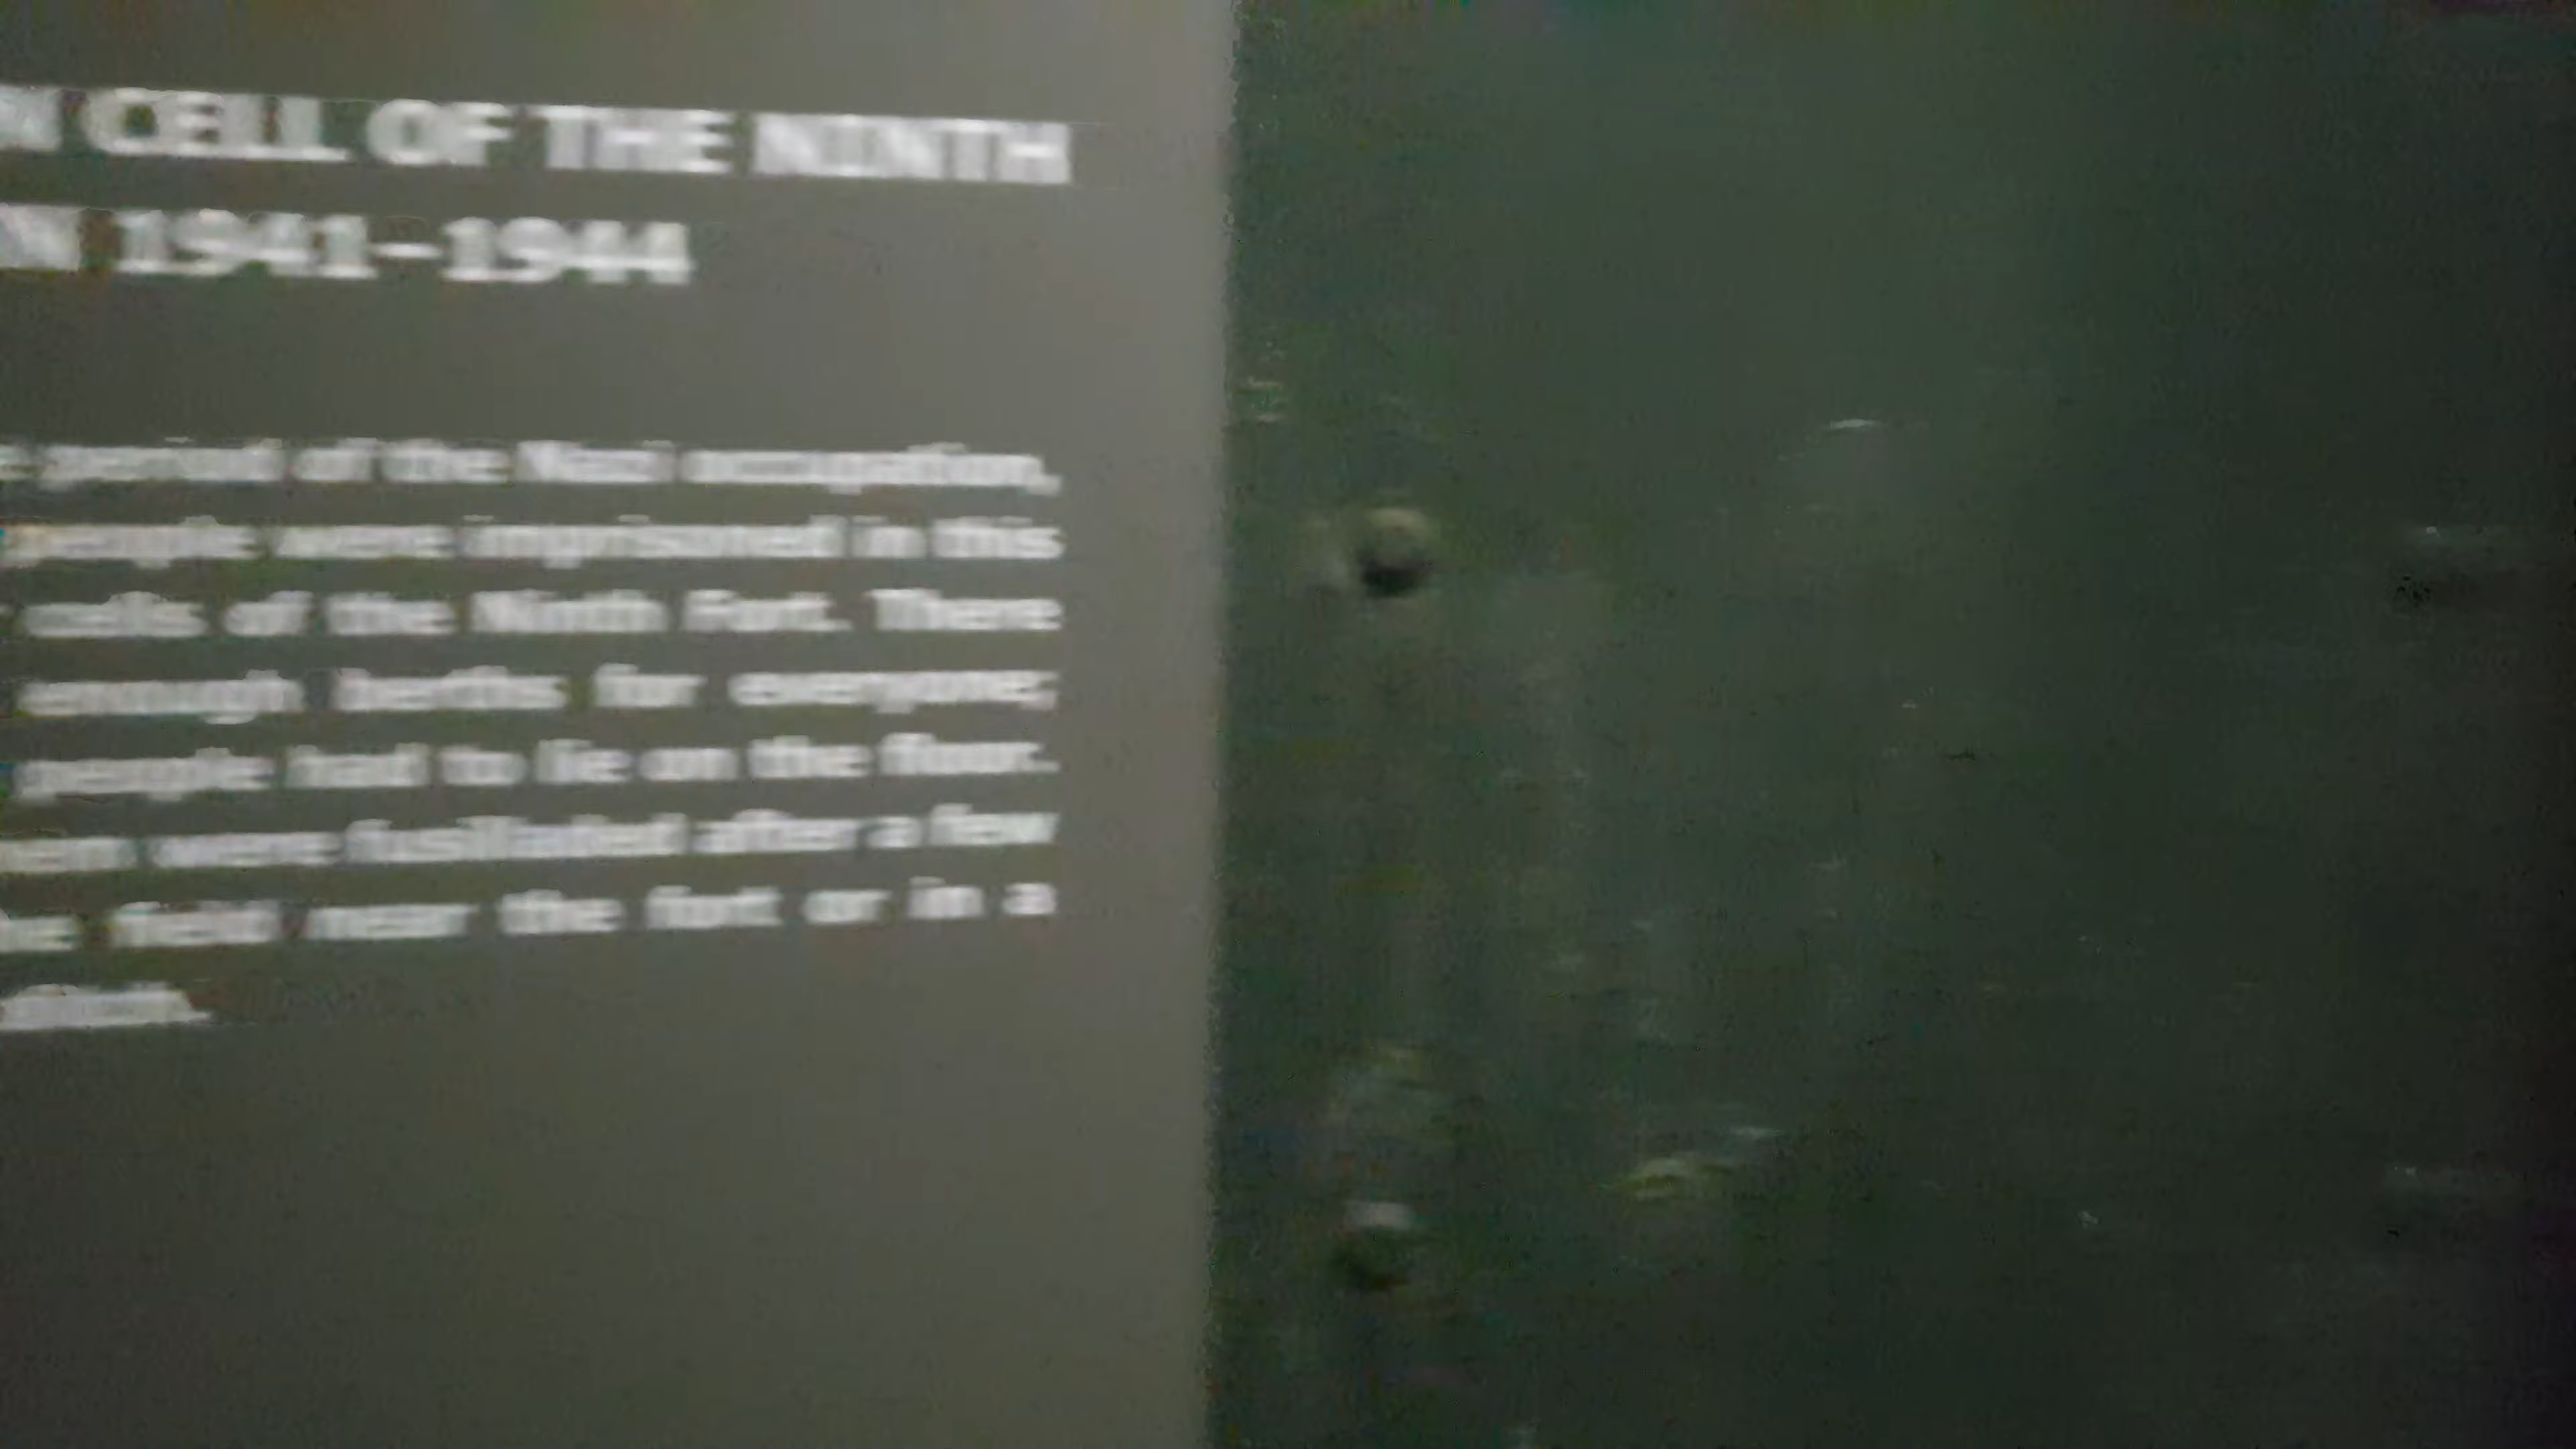 CELL OF THE NINTH
1941–1944
period of the Nazi occupation,
people were imprisoned in this
cells of the Ninth Fort. There
enough berths for everyone;
people had to lie on the floor.
were fusillated after a few
field near the fort or in a